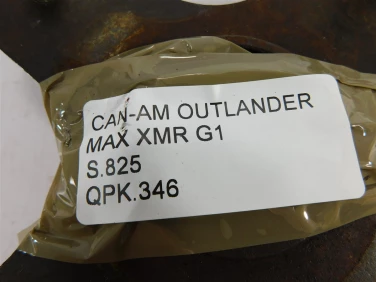 CAN-AM OUTLANDER
MAX XMR G1
S.825
QPK.346